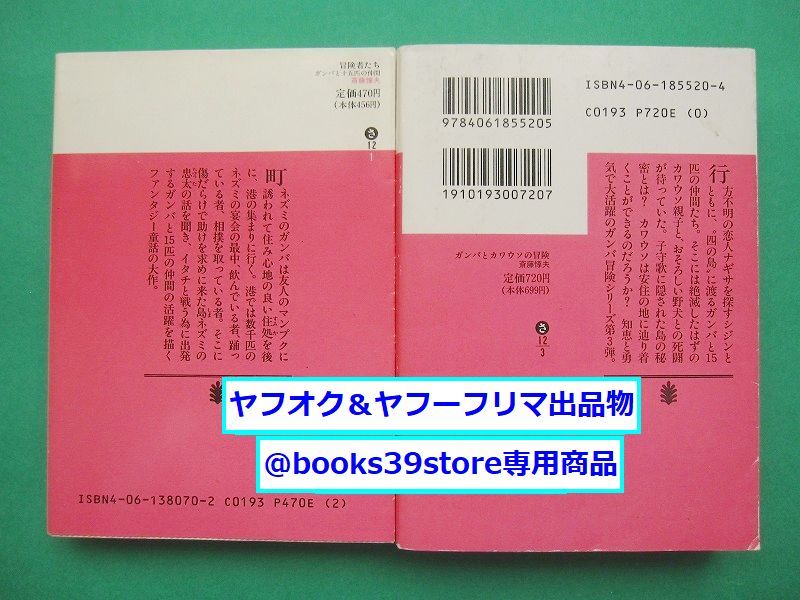 冒険者たち
ガンバと十五匹の仲間
斎藤惇夫
定価470円
(本体456円)
さ
12
1
町ネズミのガンバは友人のマンプクに
誘われて住み心地の良い住処を後
すみか
に、港の集まりに行く。港では数千匹の
ネズミの宴会の最中、飲んでいる者、踊っ
ている者、相撲を取っている者。そこに
傷だらけで助けを求めに来た島ネズミの
忠太の話を聞き、イタチと戦う為に出発
するガンバと15匹の仲間の活躍を描く
ファンタジー童話の大作。
ISBN4-06-138070-2 C0193 P470E (2)
ISBN4-06-185520-4
C0193 P720E (0)
9784061855205
1910193007207
ガンバとカワウソの冒険
斎藤惇夫
定価720円
(本体699円)
さ
12
3
行方不明の恋人ナギサを探すシジンと
ともに、“四の島”に渡るガンバと15
匹の仲間たち。そこには絶滅したはずの
カワウソ親子と、おそろしい野犬との死闘
が待っていた。子守歌に隠された島の秘
密とは？ カワウソは安住の地に辿り着
くことができるのだろうか？ 知恵と勇
気で大活躍のガンバ冒険シリーズ第3弾。
ヤフオク＆ヤフーフリマ出品物
@books39store専用商品